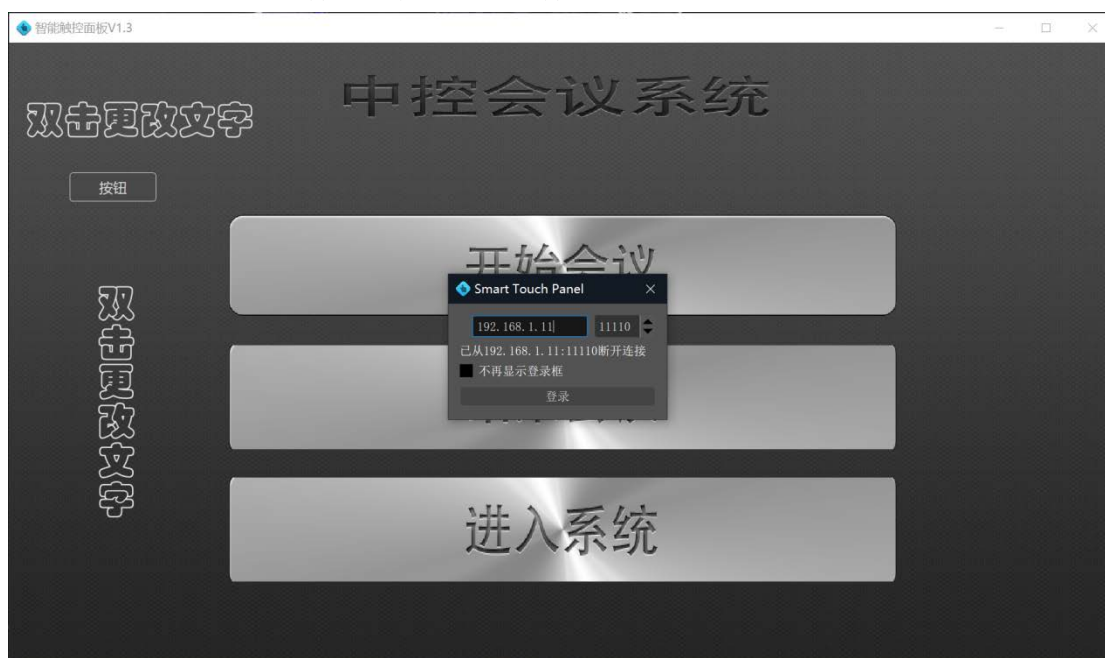 智能触控面板V1.3
中控会议系统
双击更改文字
按钮
开始会议
双击更改文字
Smart Touch Panel
192.168.1.11 11110
已从192.168.1.11:11110断开连接
不再显示登录框
登录
进入系统